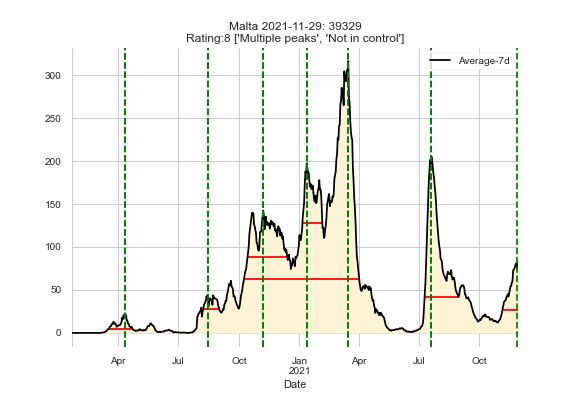 Malta 2021-11-29: 39329
Rating:8 ['Multiple peaks', 'Not in control']
Average-7d
300
250
200
150
100
50
0
Apr Jul Oct Jan Apr Jul Oct
2021
Date